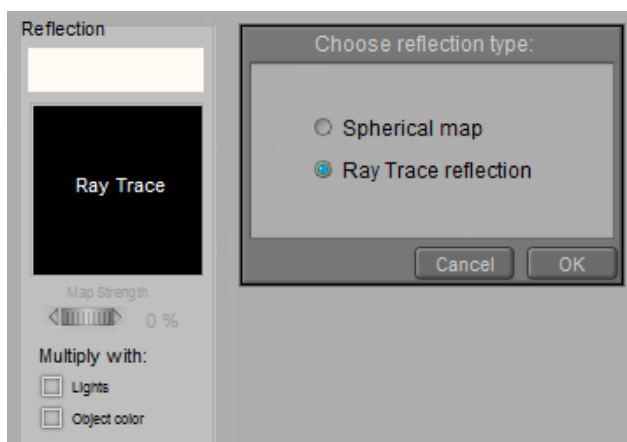 Reflection
Ray Trace
Map Strength
0 %
Multiply with:
Lights
Object color
Choose reflection type:
Spherical map
Ray Trace reflection
Cancel
OK